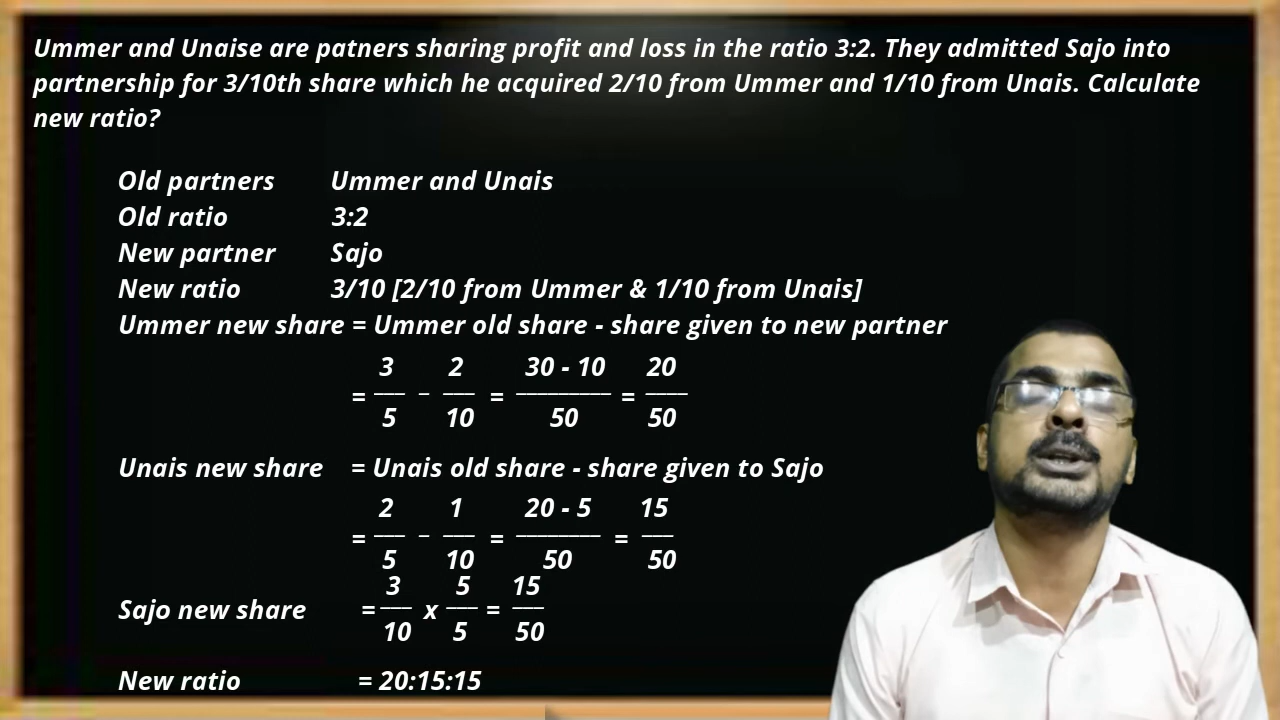 Ummer and Unaise are patners sharing profit and loss in the ratio 3:2. They admitted Sajo into
partnership for 3/10th share which he acquired 2/10 from Ummer and 1/10 from Unais. Calculate
new ratio?
Old partners Ummer and Unais
Old ratio 3:2
New partner Sajo
New ratio 3/10 [2/10 from Ummer & 1/10 from Unais]
Ummer new share = Ummer old share - share given to new partner
3 2 30 - 10 20
= — – — = — = —
5 10 50 50
Unais new share = Unais old share - share given to Sajo
2 1 20 - 5 15
= — – — = — = —
5 10 50 50
3 5 15
Sajo new share = — x — = —
10 5 50
New ratio = 20:15:15